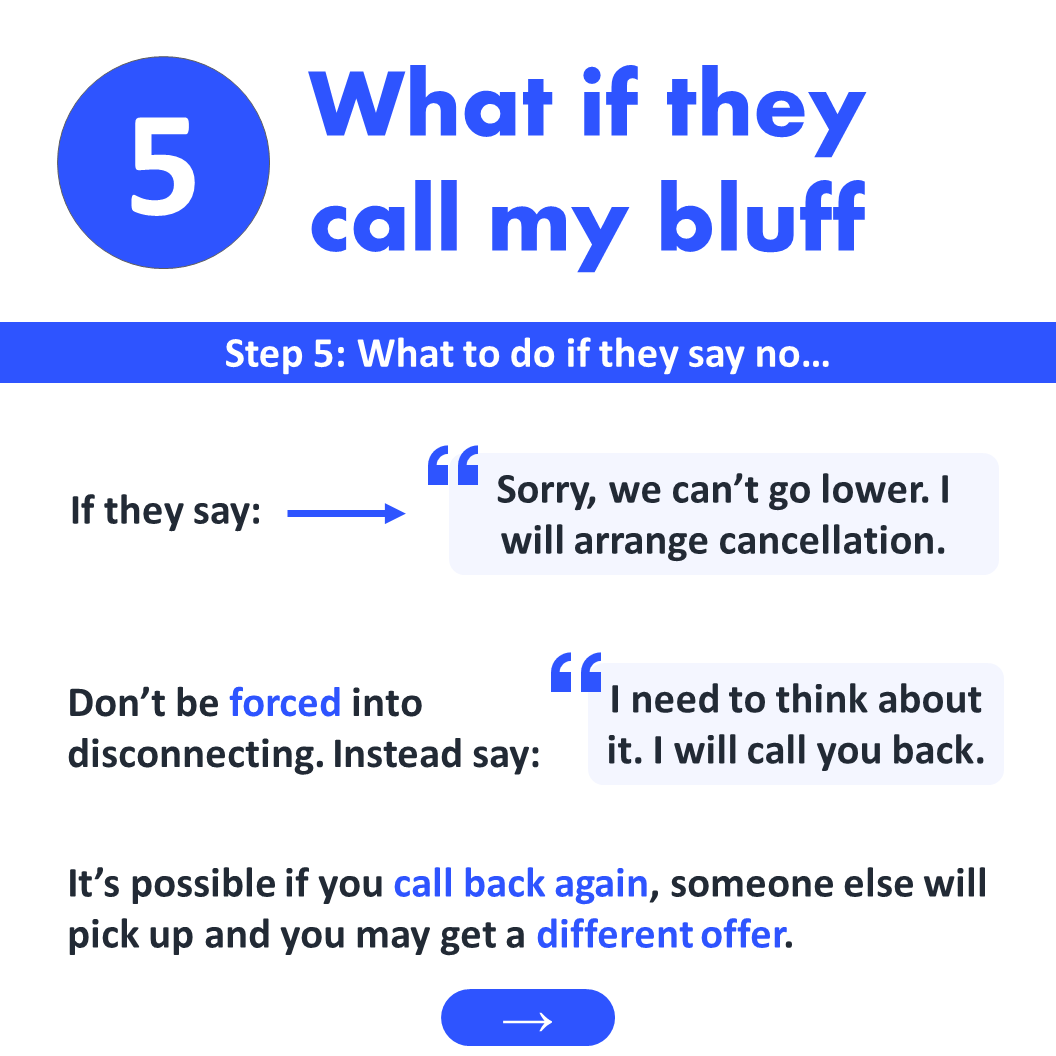 5
What if they
call my bluff
Step 5: What to do if they say no...
If they say:
“Sorry, we can’t go lower. I
will arrange cancellation.
Don’t be forced into
disconnecting. Instead say:
“I need to think about
it. I will call you back.
It’s possible if you call back again, someone else will
pick up and you may get a different offer.
→